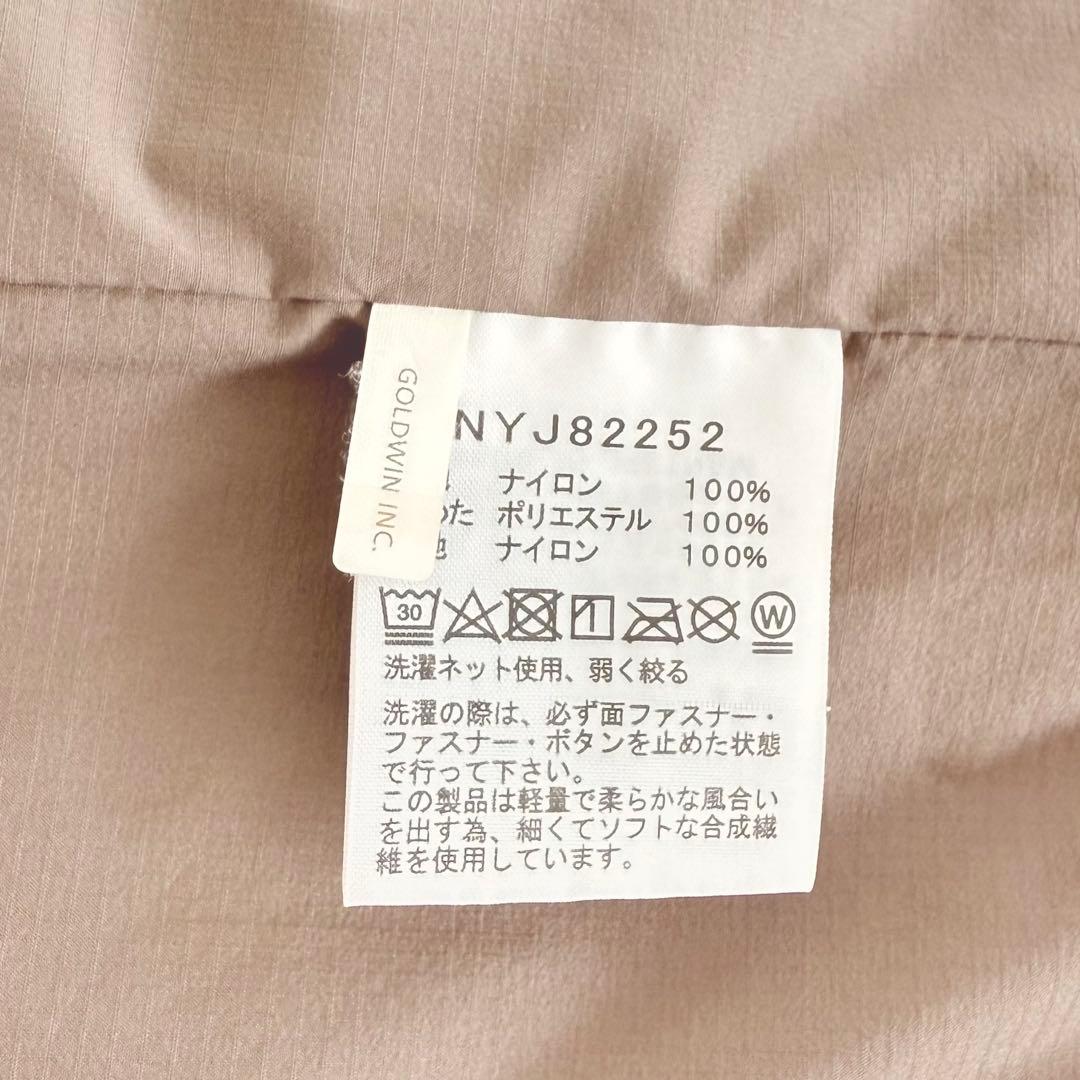 GOLDWIN INC.
NYJ82252
ナイロン 100%
わた ポリエステル 100%
地 ナイロン 100%
30
W
洗濯ネット使用、弱く絞る
洗濯の際は、必ず面ファスナー・
ファスナー・ボタンを止めた状態
で行って下さい。
この製品は軽量で柔らかな風合い
を出す為、細くてソフトな合成繊
維を使用しています。